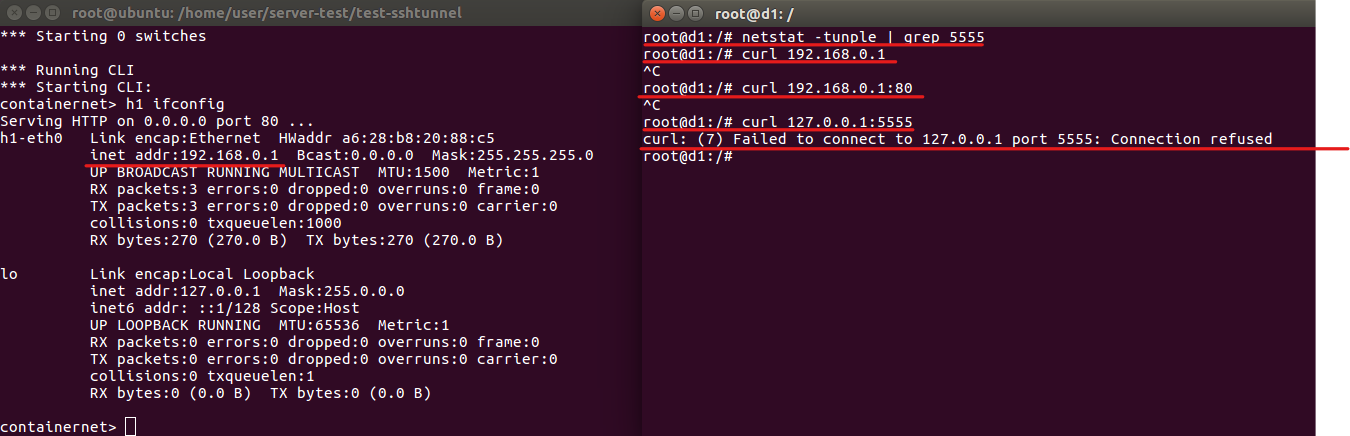 root@ubuntu: /home/user/server-test/test-sshtunnel
*** Starting 0 switches
*** Running CLI
*** Starting CLI:
containernet> h1 ifconfig
Serving HTTP on 0.0.0.0 port 80 ...
h1-eth0   Link encap:Ethernet  HWaddr a6:28:b8:20:88:c5
          inet addr:192.168.0.1  Bcast:0.0.0.0  Mask:255.255.255.0
          UP BROADCAST RUNNING MULTICAST  MTU:1500  Metric:1
          RX packets:3 errors:0 dropped:0 overruns:0 frame:0
          TX packets:3 errors:0 dropped:0 overruns:0 carrier:0
          collisions:0 txqueuelen:1000
          RX bytes:270 (270.0 B)  TX bytes:270 (270.0 B)
lo        Link encap:Local Loopback
          inet addr:127.0.0.1  Mask:255.0.0.0
          inet6 addr: ::1/128 Scope:Host
          UP LOOPBACK RUNNING  MTU:65536  Metric:1
          RX packets:0 errors:0 dropped:0 overruns:0 frame:0
          TX packets:0 errors:0 dropped:0 overruns:0 carrier:0
          collisions:0 txqueuelen:1
          RX bytes:0 (0.0 B)  TX bytes:0 (0.0 B)
containernet>
root@d1: /
root@d1:/# netstat -tunple | grep 5555
root@d1:/# curl 192.168.0.1
^C
root@d1:/# curl 192.168.0.1:80
^C
root@d1:/# curl 127.0.0.1:5555
curl: (7) Failed to connect to 127.0.0.1 port 5555: Connection refused
root@d1:/#